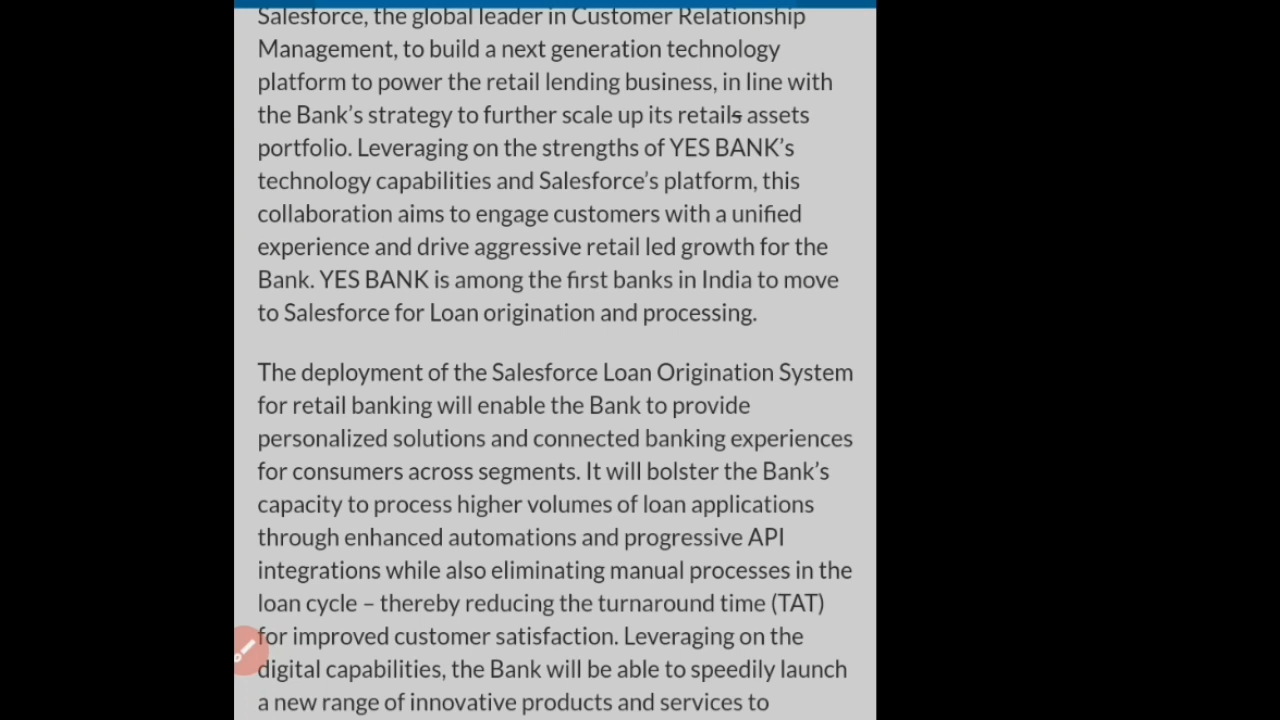 Salesforce, the global leader in Customer Relationship
Management, to build a next generation technology
platform to power the retail lending business, in line with
the Bank’s strategy to further scale up its retails assets
portfolio. Leveraging on the strengths of YES BANK’s
technology capabilities and Salesforce’s platform, this
collaboration aims to engage customers with a unified
experience and drive aggressive retail led growth for the
Bank. YES BANK is among the first banks in India to move
to Salesforce for Loan origination and processing.
The deployment of the Salesforce Loan Origination System
for retail banking will enable the Bank to provide
personalized solutions and connected banking experiences
for consumers across segments. It will bolster the Bank’s
capacity to process higher volumes of loan applications
through enhanced automations and progressive API
integrations while also eliminating manual processes in the
loan cycle – thereby reducing the turnaround time (TAT)
for improved customer satisfaction. Leveraging on the
digital capabilities, the Bank will be able to speedily launch
a new range of innovative products and services to